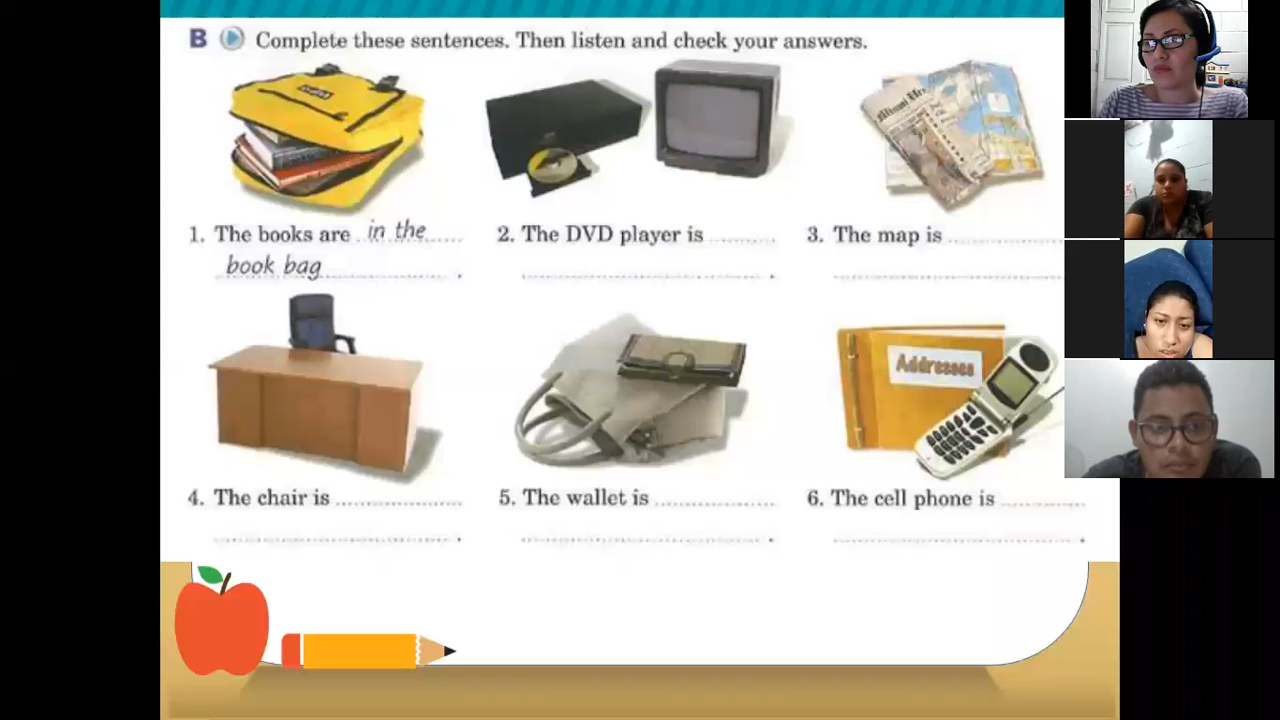 B Complete these sentences. Then listen and check your answers.
1. The books are in the
book bag.
2. The DVD player is
3. The map is
4. The chair is
5. The wallet is
6. The cell phone is
Addresses